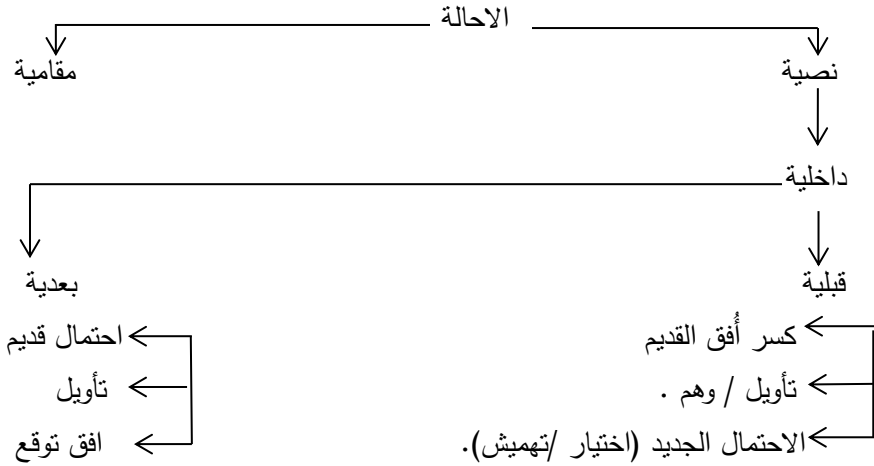 الاحالة
نصية
مقامية
داخلية
قبلية
بعدية
كسر أُفق القديم
احتمال قديم
تأويل / وهم .
تأويل
الاحتمال الجديد (اختيار /تهميش).
افق توقع